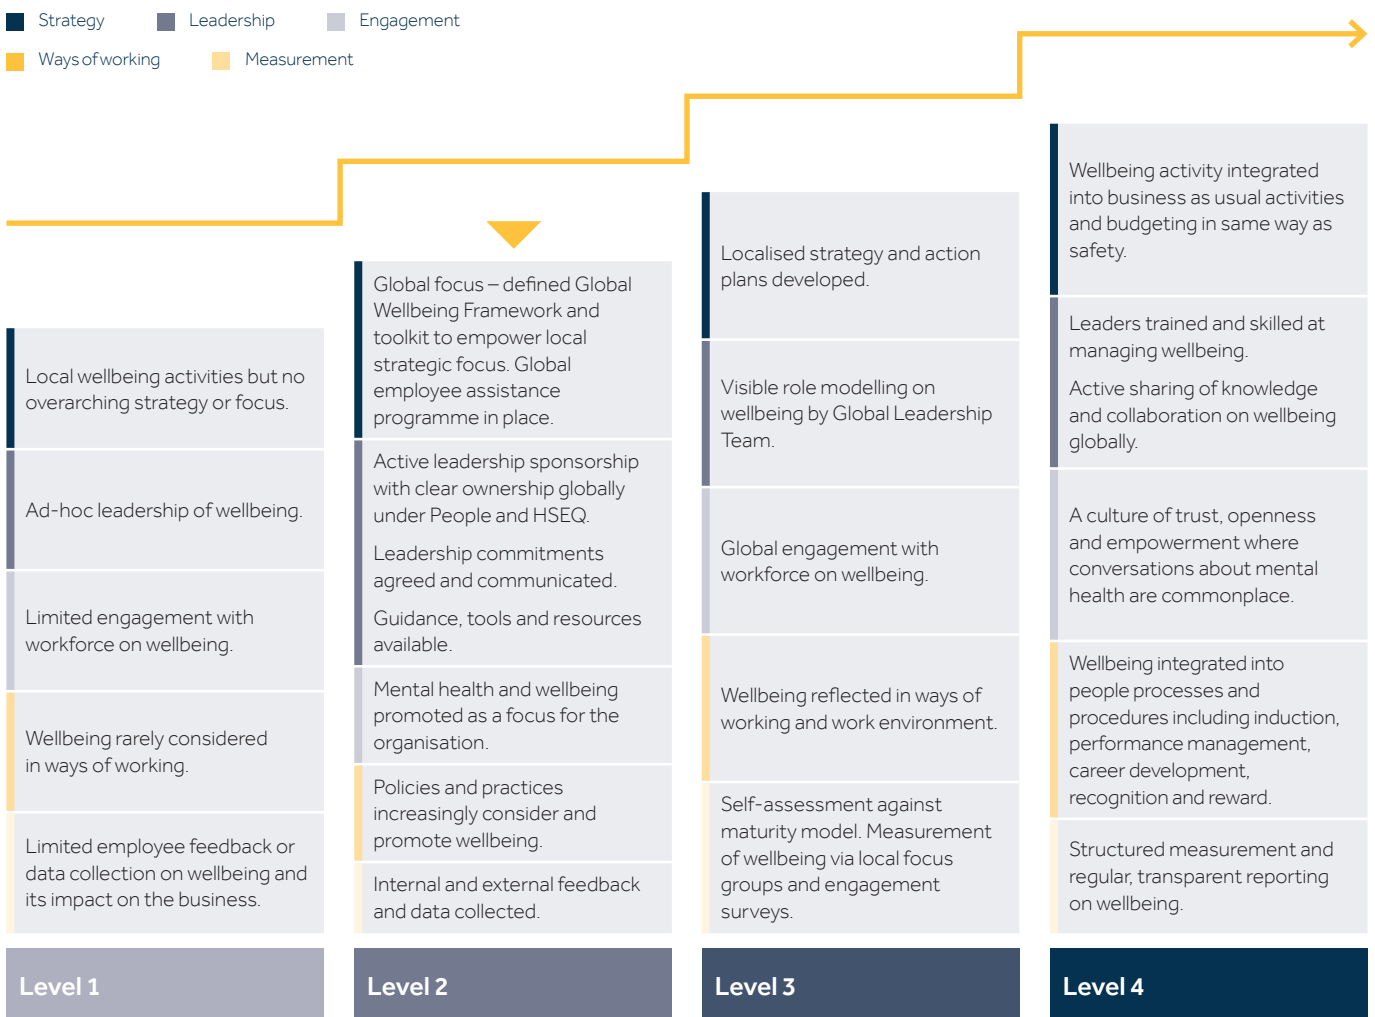 Strategy
Leadership
Engagement
Ways of working
Measurement
Local wellbeing activities but no
overarching strategy or focus.
Ad-hoc leadership of wellbeing.
Limited engagement with
workforce on wellbeing.
Wellbeing rarely considered
in ways of working.
Limited employee feedback or
data collection on wellbeing and
its impact on the business.
Level 1
Global focus – defined Global
Wellbeing Framework and
toolkit to empower local
strategic focus. Global
employee assistance
programme in place.
Active leadership sponsorship
with clear ownership globally
under People and HSEQ.
Leadership commitments
agreed and communicated.
Guidance, tools and resources
available.
Mental health and wellbeing
promoted as a focus for the
organisation.
Policies and practices
increasingly consider and
promote wellbeing.
Internal and external feedback
and data collected.
Level 2
Localised strategy and action
plans developed.
Visible role modelling on
wellbeing by Global Leadership
Team.
Global engagement with
workforce on wellbeing.
Wellbeing reflected in ways of
working and work environment.
Self-assessment against
maturity model. Measurement
of wellbeing via local focus
groups and engagement
surveys.
Level 3
Wellbeing activity integrated
into business as usual activities
and budgeting in same way as
safety.
Leaders trained and skilled at
managing wellbeing.
Active sharing of knowledge
and collaboration on wellbeing
globally.
A culture of trust, openness
and empowerment where
conversations about mental
health are commonplace.
Wellbeing integrated into
people processes and
procedures including induction,
performance management,
career development,
recognition and reward.
Structured measurement and
regular, transparent reporting
on wellbeing.
Level 4